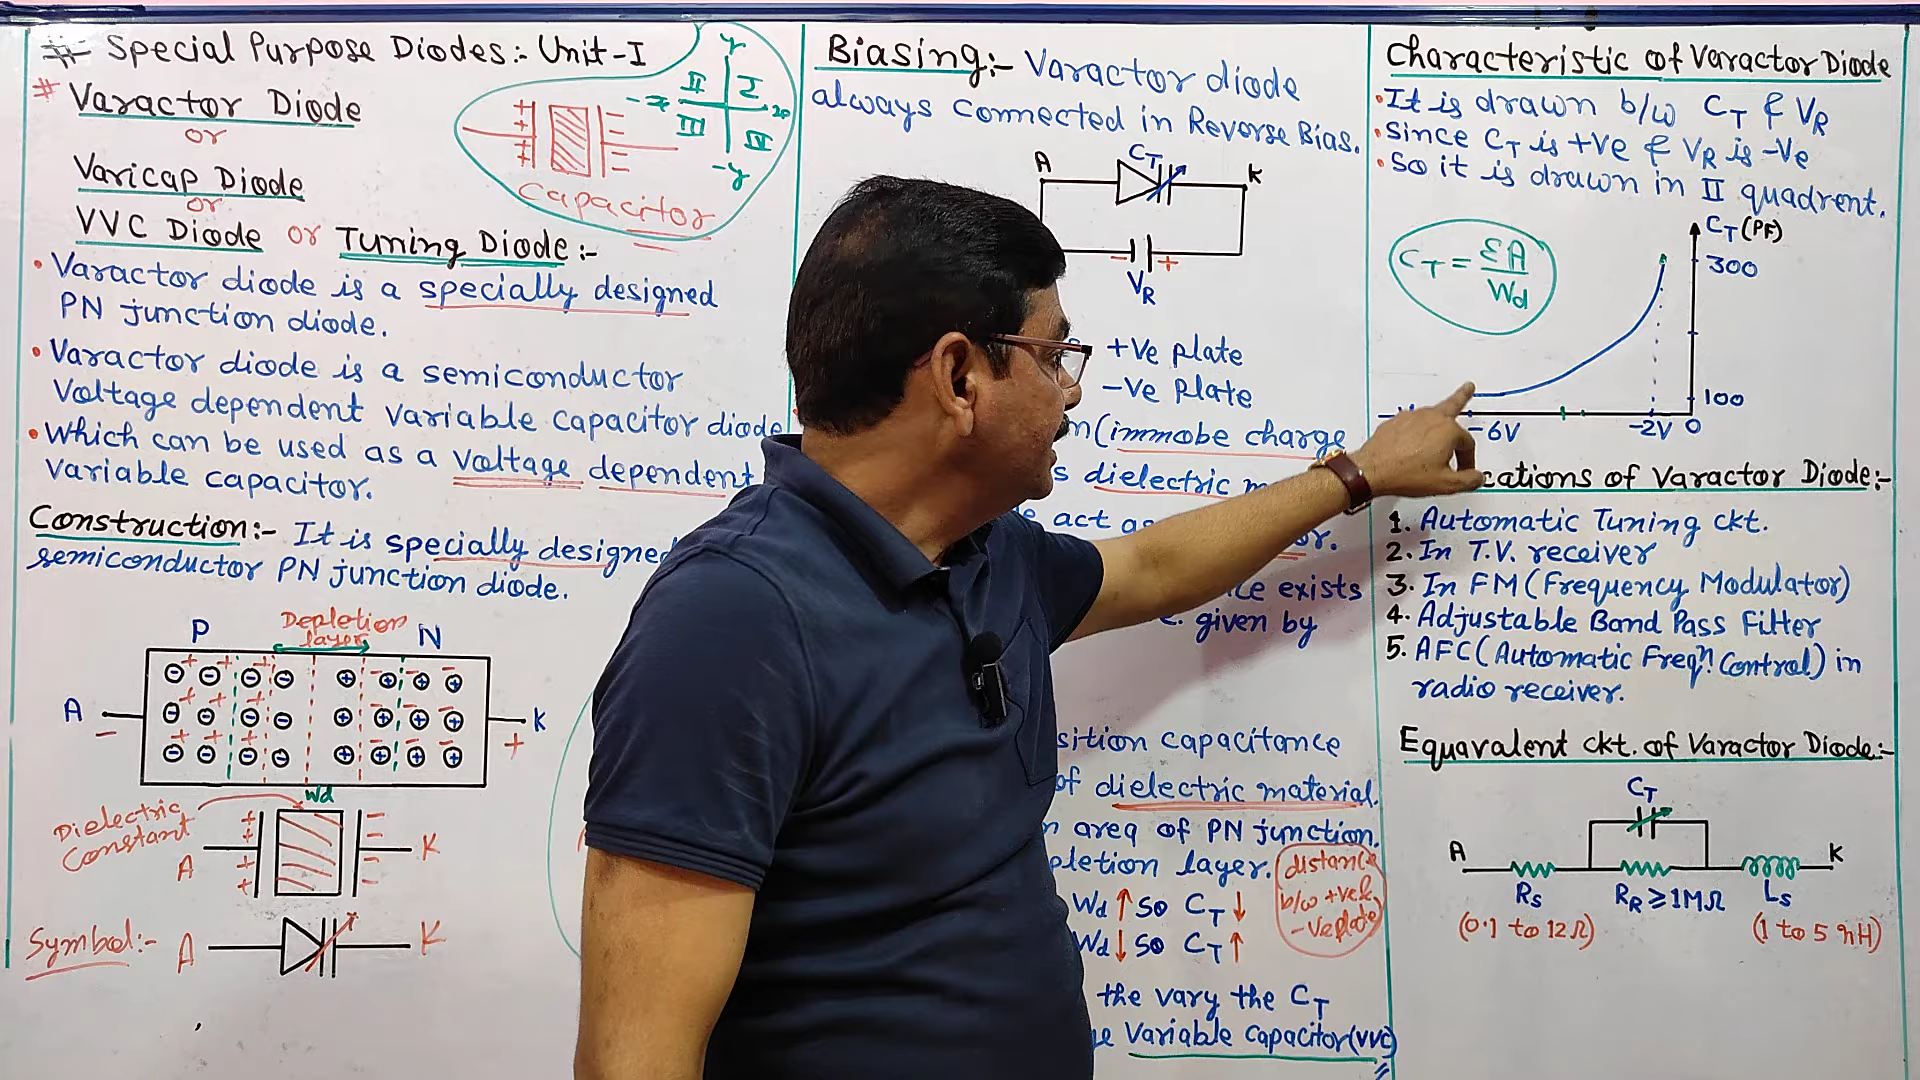 # Special Purpose Diodes:- Unit-I
* Varactor Diode
or
Varicap Diode
or
VVC Diode or Tuning Diode:-
y
II I
-x
III IV
-y
+ + + +
- - - -
Capacitor
• Varactor diode is a specially designed
PN junction diode.
• Varactor diode is a semiconductor
Voltage dependent variable capacitor diode
• Which can be used as a voltage dependent
variable capacitor.
Construction:- It is specially designed
semiconductor PN junction diode.
Depletion
layer
P N
A K
- +
Wd
Dielectric
Constant
A K
Symbol:- A K
Biasing:- Varactor diode
always connected in Reverse Bias.
A CT K
- +
VR
+Ve plate
-Ve Plate
(immobe charge
dielectric
act as
exists
given by
capacitance
of dielectric material.
area of PN junction.
layer.
distance
b/w +ve &
-ve plate
Wd ↑ so CT ↓
Wd ↓ so CT ↑
the vary the CT
Variable Capacitor (VVC)
Characteristic of Varactor Diode
• It is drawn b/w CT & VR
• Since CT is +Ve & VR is -Ve
• So it is drawn in II quadrent.
CT = εA/Wd
CT (PF)
300
100
-6V -2V 0
of Varactor Diode:-
1. Automatic Tuning ckt.
2. In T.V. receiver
3. In FM (Frequency Modulator)
4. Adjustable Band Pass Filter
5. AFC (Automatic Freqn. Control) in
radio receiver.
Equavalent ckt. of Varactor Diode:-
CT
A K
Rs RR ≥ 1MΩ Ls
(0.1 to 12Ω) (1 to 5 nH)